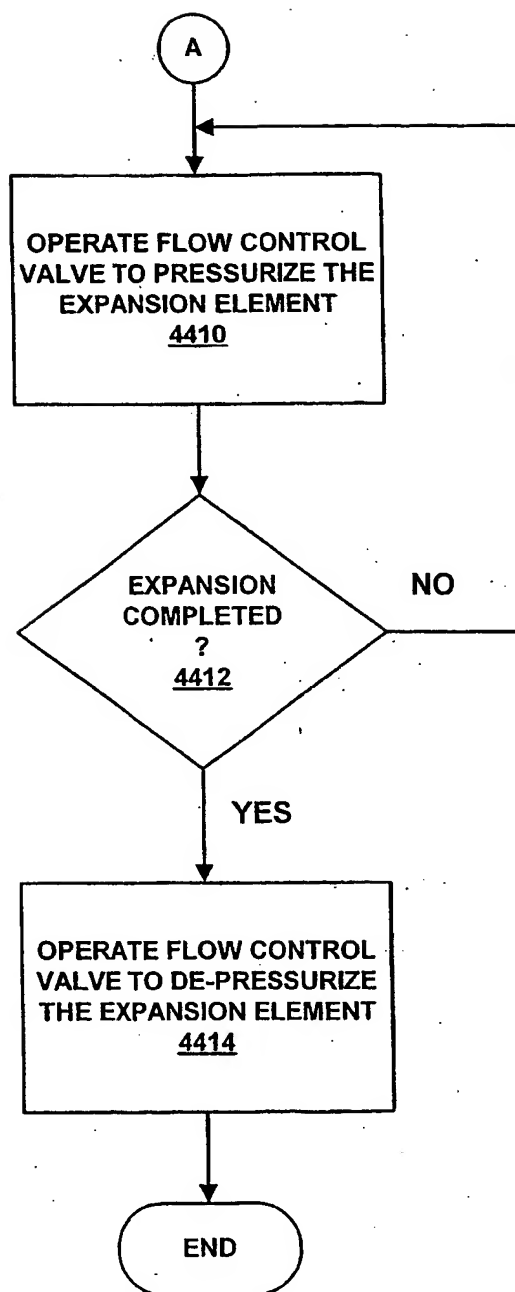 A
OPERATE FLOW CONTROL
VALVE TO PRESSURIZE THE
EXPANSION ELEMENT
4410
EXPANSION
COMPLETED
?
4412
NO
YES
OPERATE FLOW CONTROL
VALVE TO DE-PRESSURIZE
THE EXPANSION ELEMENT
4414
END